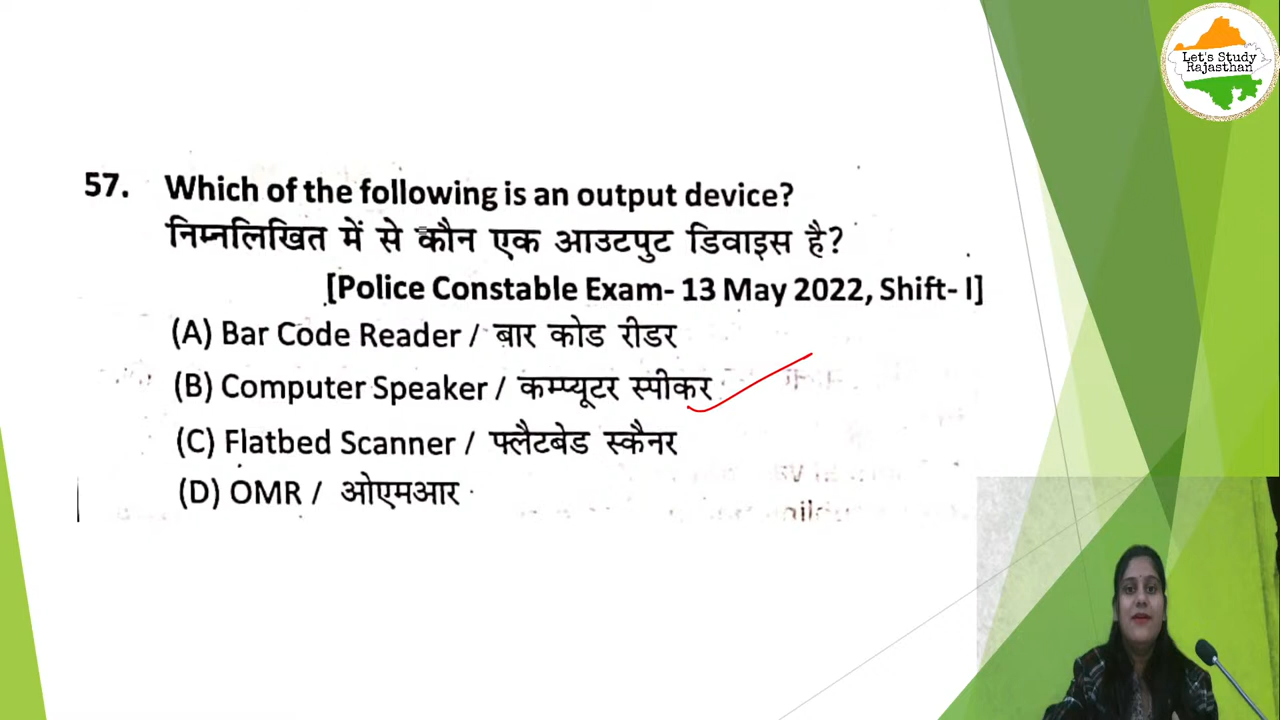 Let's Study
Rajasthan
57. Which of the following is an output device?
निम्नलिखित में से कौन एक आउटपुट डिवाइस है?
[Police Constable Exam- 13 May 2022, Shift- I]
(A) Bar Code Reader / बार कोड रीडर
(B) Computer Speaker / कम्प्यूटर स्पीकर
(C) Flatbed Scanner / फ्लैटबेड स्कैनर
(D) OMR / ओएमआर